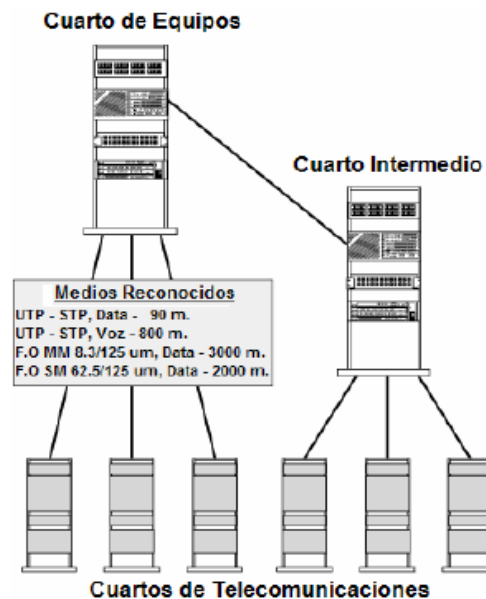 Cuarto de Equipos
Cuarto Intermedio
Medios Reconocidos
UTP - STP, Data - 90 m.
UTP - STP, Voz - 800 m.
F.O MM 8.3/125 um, Data - 3000 m.
F.O SM 62.5/125 um, Data - 2000 m.
Cuartos de Telecomunicaciones